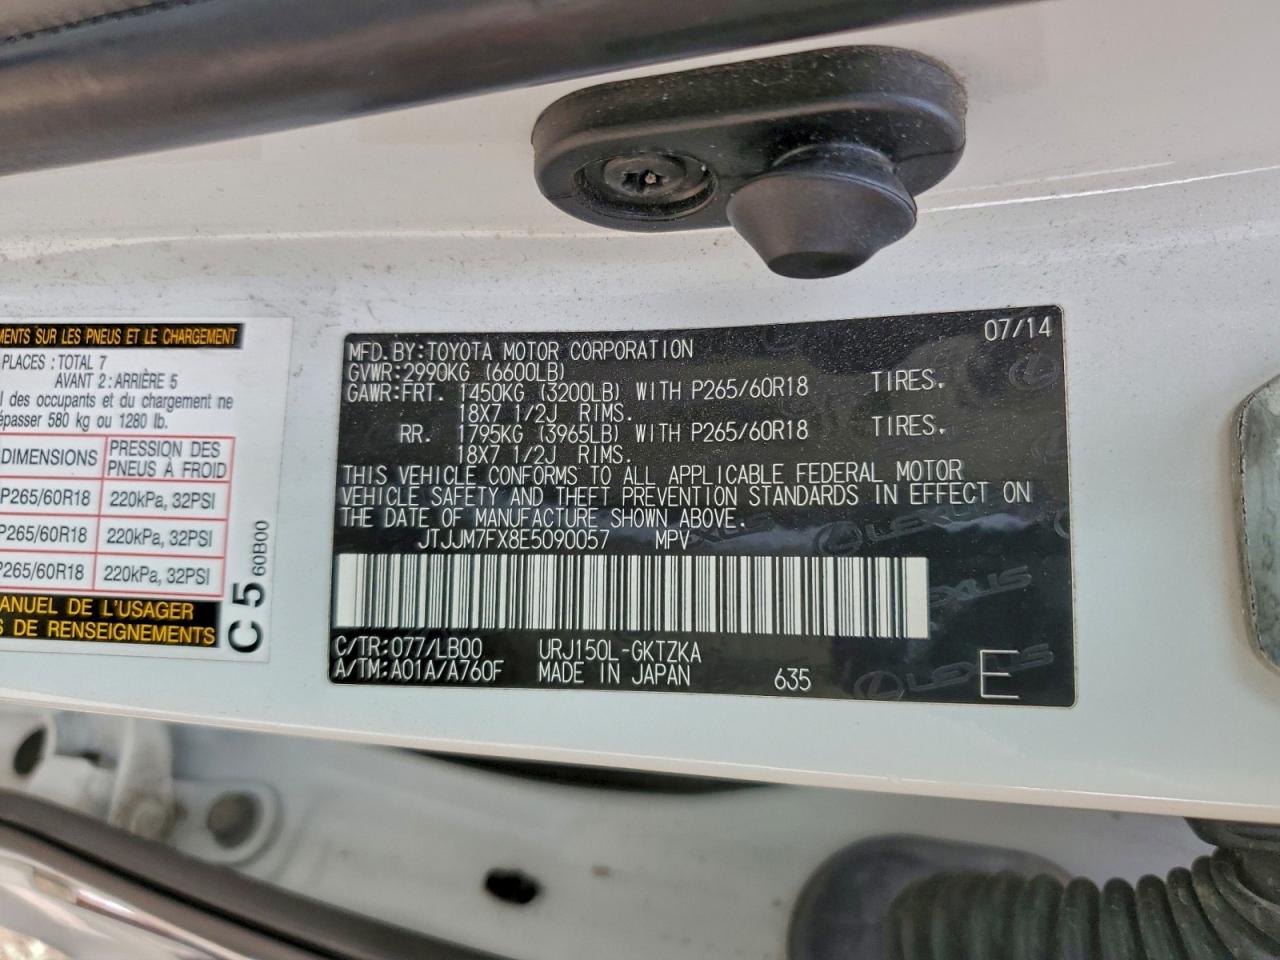 MENTS SUR LES PNEUS ET LE CHARGEMENT
PLACES : TOTAL 7
AVANT 2 : ARRIÈRE 5
des occupants et du chargement ne
épasser 580 kg ou 1280 lb.
DIMENSIONS PRESSION DES PNEUS À FROID
P265/60R18 220kPa, 32PSI
P265/60R18 220kPa, 32PSI
P265/60R18 220kPa, 32PSI
ANUEL DE L'USAGER
S DE RENSEIGNEMENTS
C 5 60B00
07/14
MFD.BY:TOYOTA MOTOR CORPORATION
GVWR:2990KG (6600LB)
GAWR:FRT. 1450KG (3200LB) WITH P265/60R18 TIRES.
18X7 1/2J RIMS.
RR. 1795KG (3965LB) WITH P265/60R18 TIRES.
18X7 1/2J RIMS.
THIS VEHICLE CONFORMS TO ALL APPLICABLE FEDERAL MOTOR
VEHICLE SAFETY AND THEFT PREVENTION STANDARDS IN EFFECT ON
THE DATE OF MANUFACTURE SHOWN ABOVE.
JTJJM7FX8E5090057 MPV
C/TR:077/LB00 URJ150L-GKTZKA
A/TM:A01A/A760F MADE IN JAPAN 635 E
LEXUS
LEXUS
LEXUS